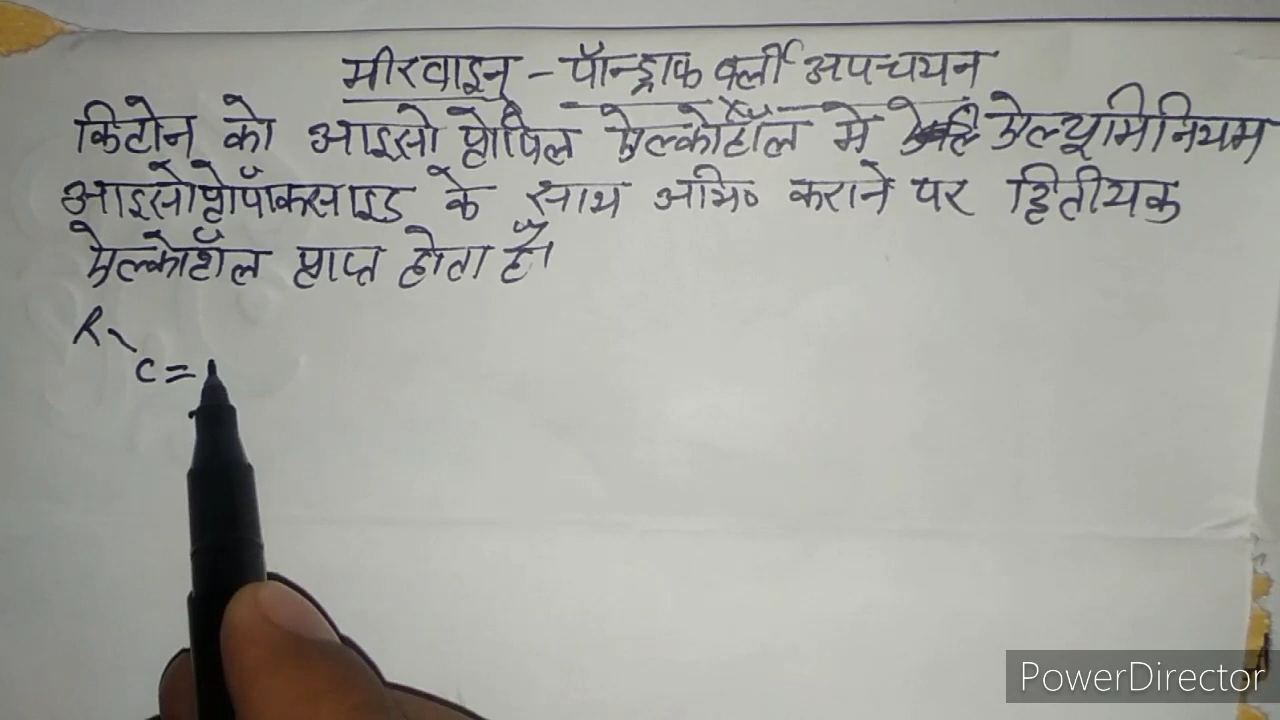 मीरवाइन - पॉन्ड्राफ वर्ली अपचयन
किटोन को आइसो प्रोपिल ऐल्कोहॉल में ऐल्यूमिनियम
आइसोप्रोपॉक्साइड के साथ अभि० कराने पर द्वितीयक
ऐल्कोहॉल प्राप्त होता है।
R
C=
PowerDirector